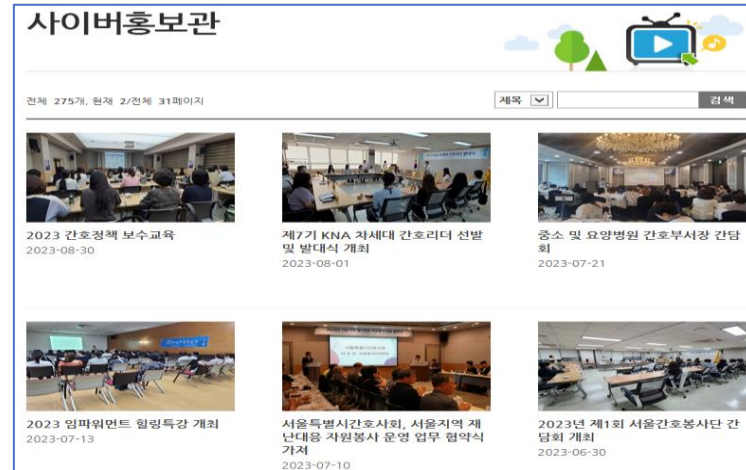 사이버홍보관
전체 275개, 현재 2/전체 31페이지
제목
검색
2023 간호정책 보수교육
2023-08-30
제7기 KNA 차세대 간호리더 선발
및 발대식 개최
2023-08-01
중소 및 요양병원 간호부서장 간담
회
2023-07-21
2023 임파워먼트 힐링특강 개최
2023-07-13
서울특별시간호사회, 서울지역 재
난대응 자원봉사 운영 업무 협약식
가져
2023-07-10
2023년 제1회 서울간호봉사단 간
담회 개최
2023-06-30